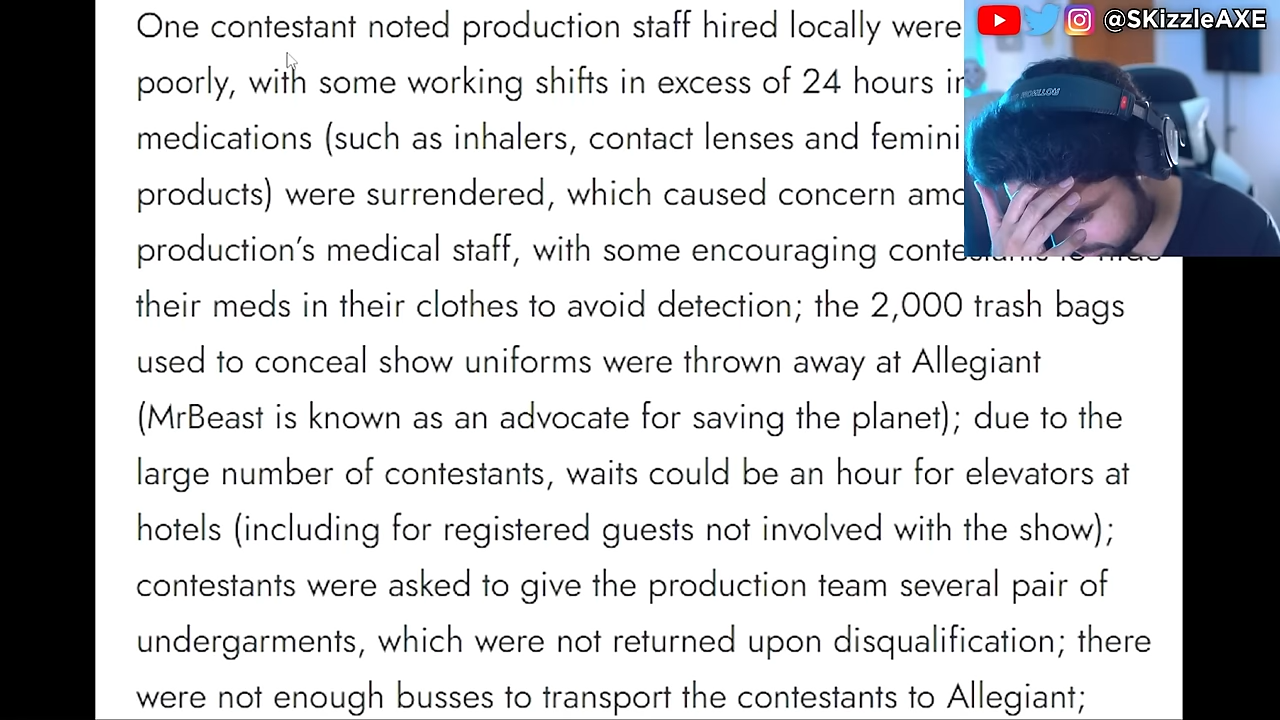 @SKizzleAXE
One contestant noted production staff hired locally were
poorly, with some working shifts in excess of 24 hours
medications (such as inhalers, contact lenses and
products) were surrendered, which caused concern
production’s medical staff, with some encouraging
their meds in their clothes to avoid detection; the 2,000 trash bags
used to conceal show uniforms were thrown away at Allegiant
(MrBeast is known as an advocate for saving the planet); due to the
large number of contestants, waits could be an hour for elevators at
hotels (including for registered guests not involved with the show);
contestants were asked to give the production team several pair of
undergarments, which were not returned upon disqualification; there
were not enough busses to transport the contestants to Allegiant;